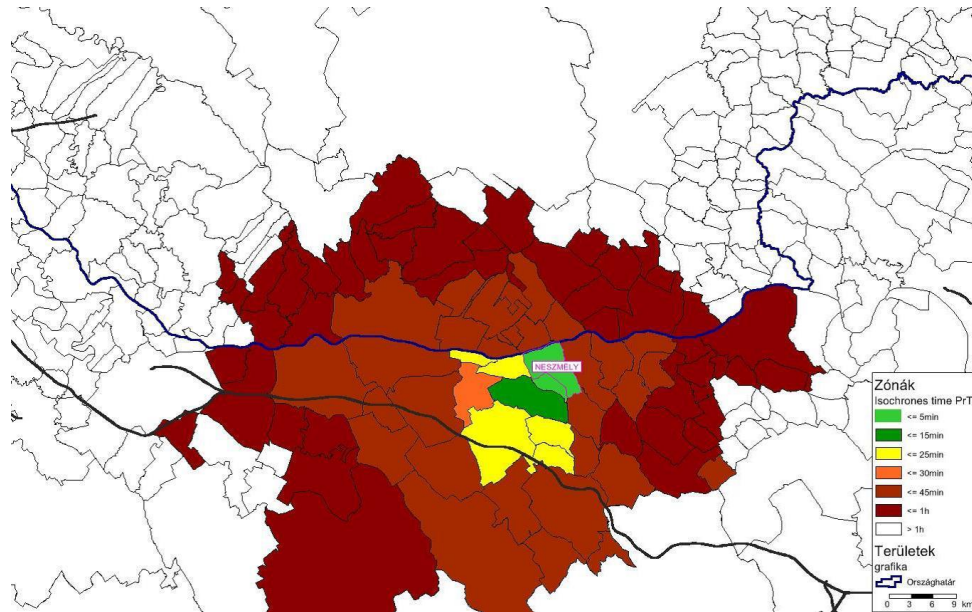 NESZMÉLY
Zónák
Isochrones time PrT
<= 5min
<= 15min
<= 25min
<= 30min
<= 45min
<= 1h
> 1h
Területek
grafika
Országhatár
0 3 6 9 km